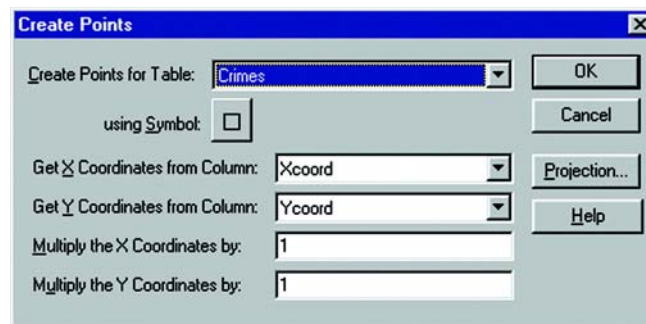 Create Points
Create Points for Table: Crimes
OK
using Symbol:
Cancel
Get X Coordinates from Column: Xcoord
Projection...
Get Y Coordinates from Column: Ycoord
Help
Multiply the X Coordinates by: 1
Multiply the Y Coordinates by: 1